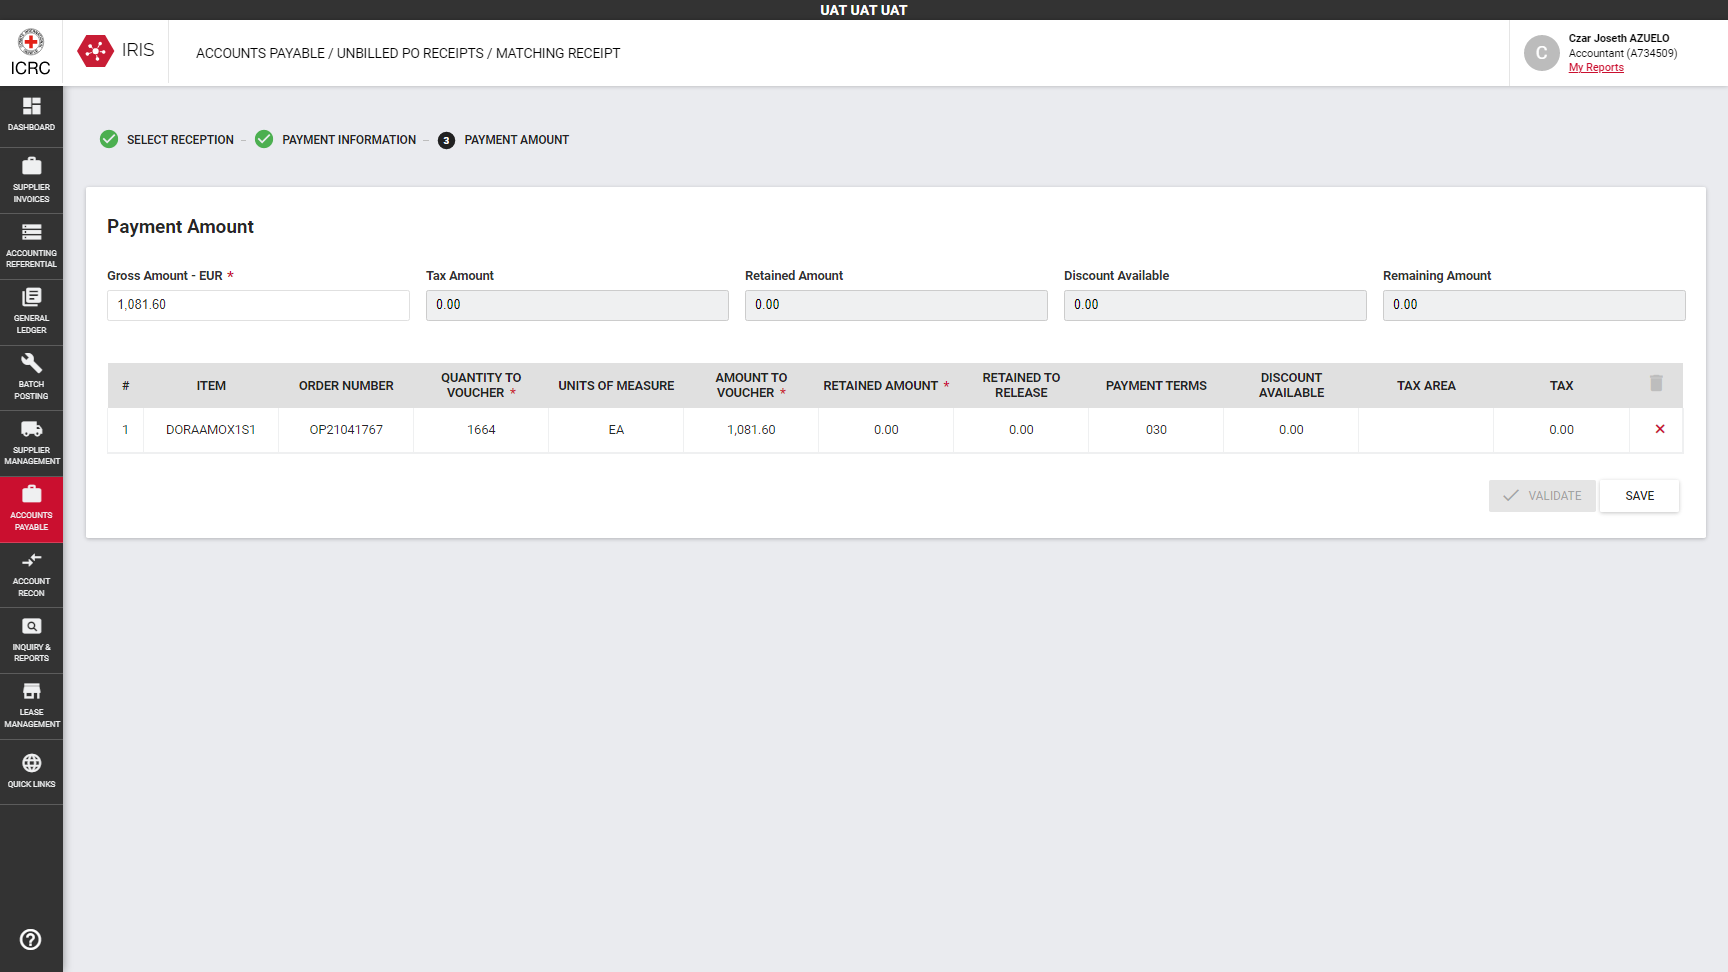 UAT UAT UAT
ICRC
IRIS
ACCOUNTS PAYABLE / UNBILLED PO RECEIPTS / MATCHING RECEIPT
C
Czar Joseth AZUELO
Accountant (A734509)
My Reports
DASHBOARD
SUPPLIER
INVOICES
ACCOUNTING
REFERENTIAL
GENERAL
LEDGER
BATCH
POSTING
SUPPLIER
MANAGEMENT
ACCOUNTS
PAYABLE
ACCOUNT
RECON
INQUIRY &
REPORTS
LEASE
MANAGEMENT
QUICK LINKS
SELECT RECEPTION – PAYMENT INFORMATION – 3 PAYMENT AMOUNT
Payment Amount
Gross Amount - EUR * Tax Amount Retained Amount Discount Available Remaining Amount
1,081.60 0.00 0.00 0.00 0.00
# ITEM ORDER NUMBER QUANTITY TO VOUCHER * UNITS OF MEASURE AMOUNT TO VOUCHER * RETAINED AMOUNT * RETAINED TO RELEASE PAYMENT TERMS DISCOUNT AVAILABLE TAX AREA TAX
1 DORAAMOX1S1 OP21041767 1664 EA 1,081.60 0.00 0.00 030 0.00 0.00
VALIDATE SAVE